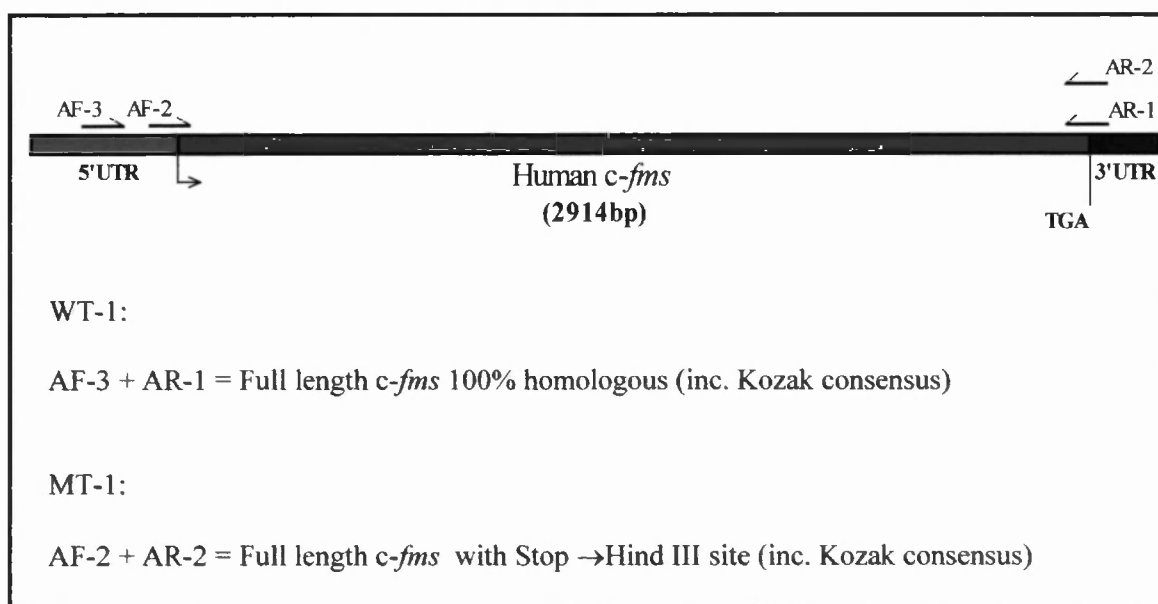 AR-2
AF-3 AF-2 AR-1
5'UTR Human c-fms 3'UTR
(2914bp) TGA
WT-1:
AF-3 + AR-1 = Full length c-fms 100% homologous (inc. Kozak consensus)
MT-1:
AF-2 + AR-2 = Full length c-fms with Stop →Hind III site (inc. Kozak consensus)